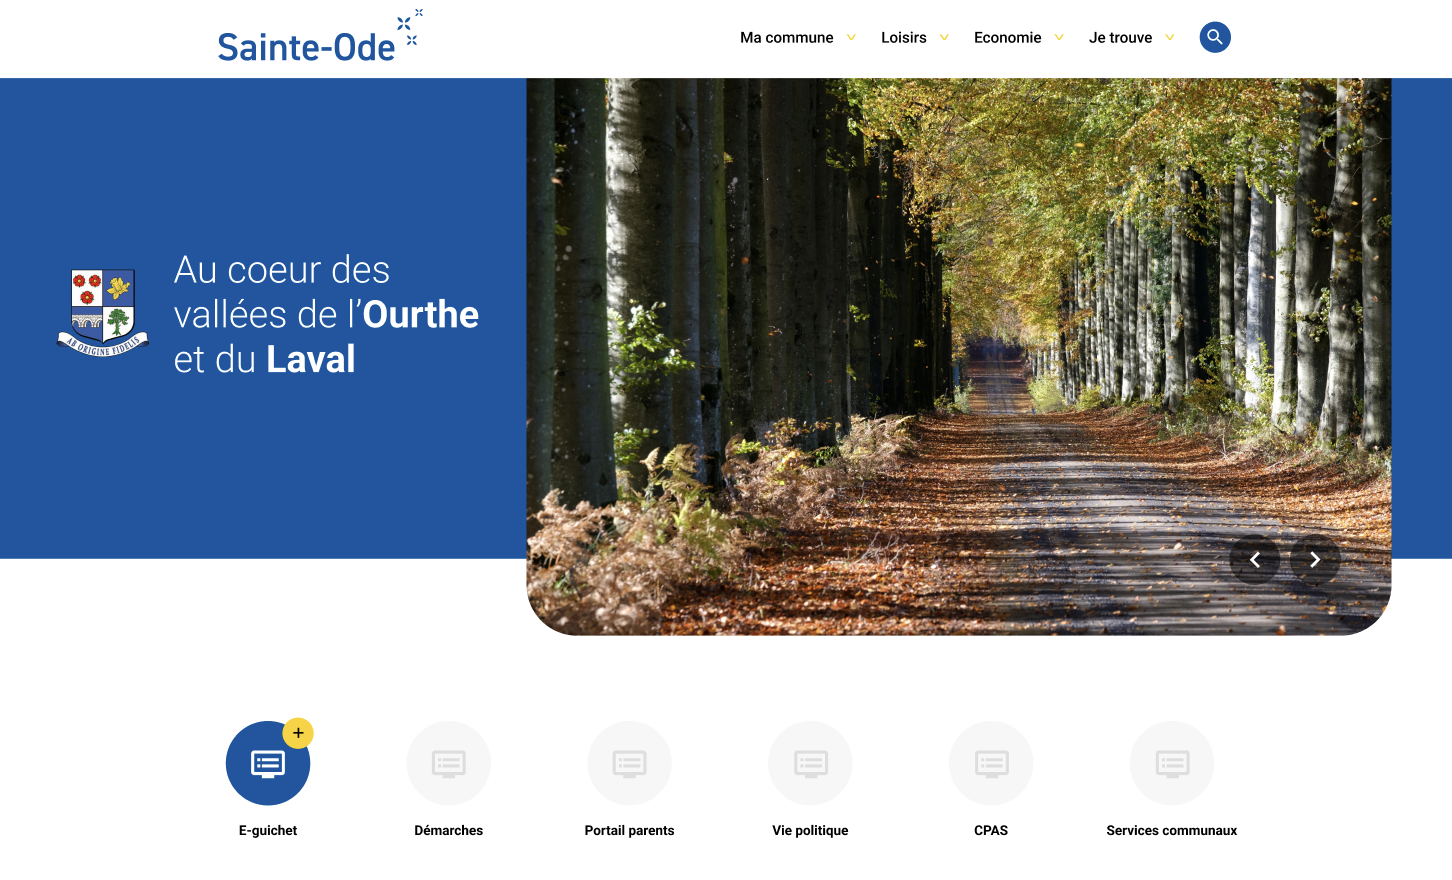 Sainte-Ode
Ma commune
Loisirs
Economie
Je trouve
Au coeur des
vallées de l’Ourthe
et du Laval
AB ORIGINE FIDELIS
E-guichet
Démarches
Portail parents
Vie politique
CPAS
Services communaux